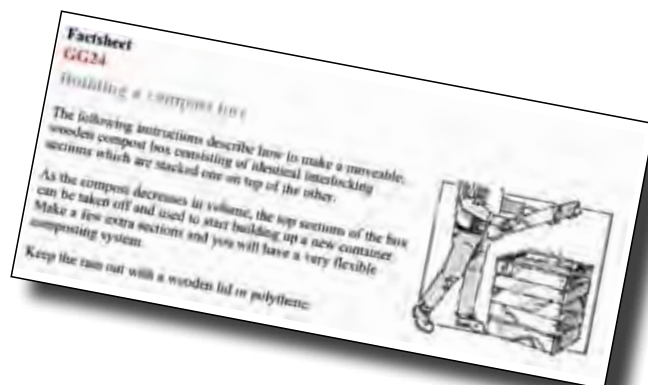 Factsheet
GG24
Building a compost box
The following instructions describe how to make a moveable,
wooden compost box consisting of identical interlocking
sections which are stacked one on top of the other.
As the compost decreases in volume, the top sections of the box
can be taken off and used to start building up a new container
Make a few extra sections and you will have a very flexible
composting system.
Keep the rain out with a wooden lid or polythene.